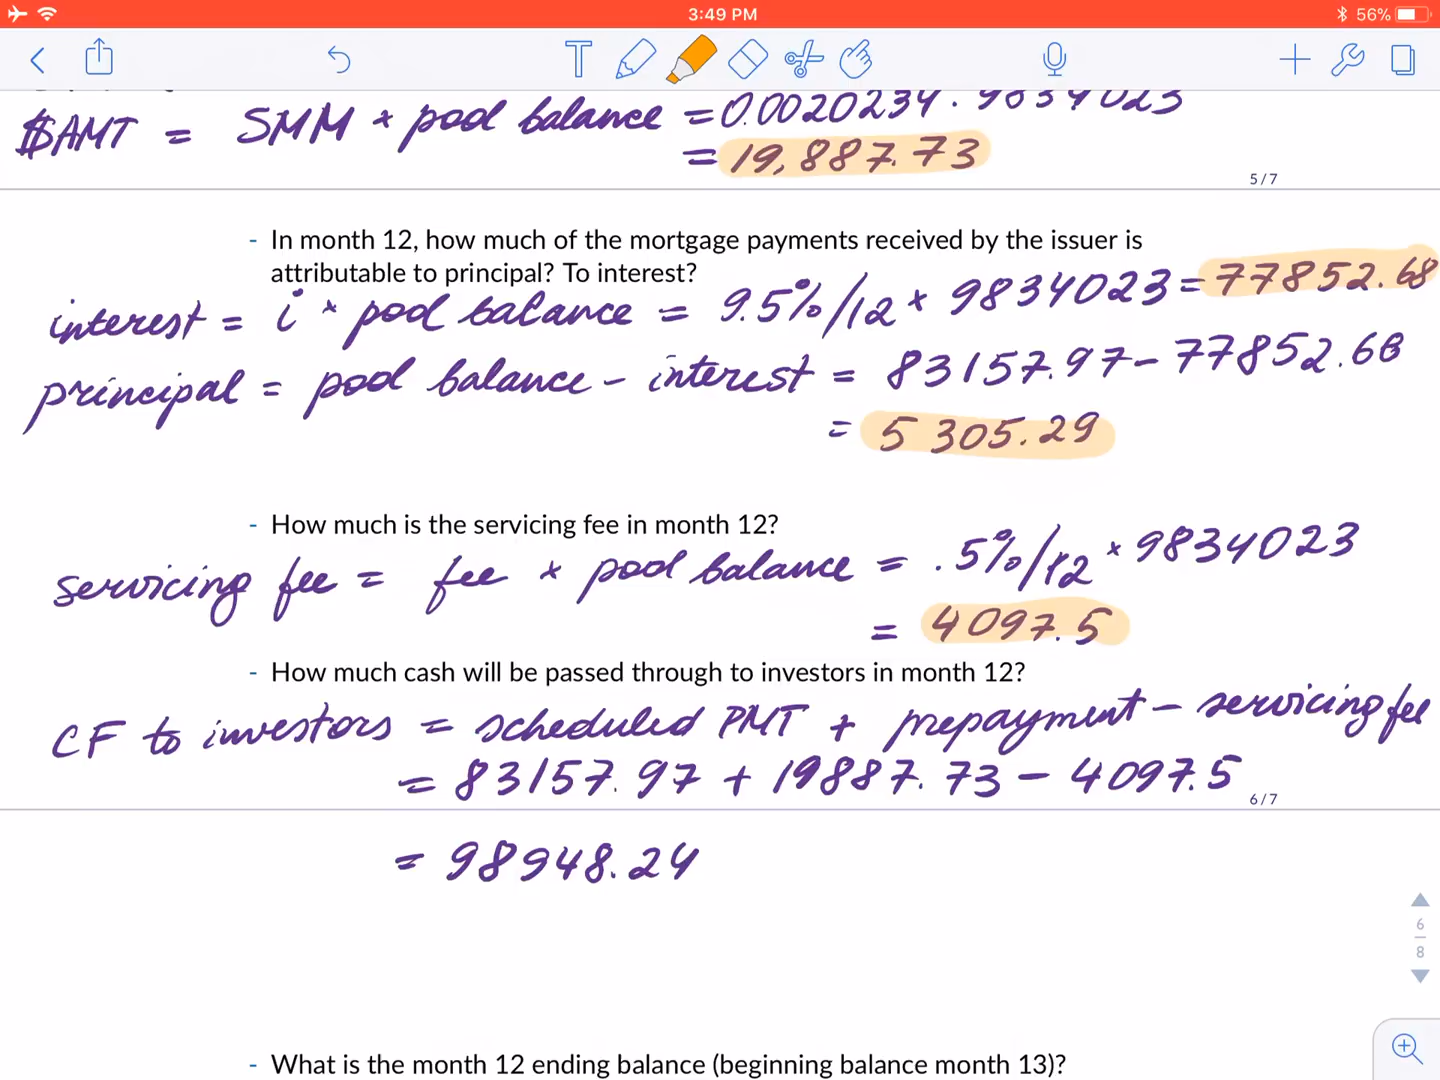 3:49 PM
56%
T
$AMT = SMM * pool balance = 0.0020234 . 9834023
= 19,887.73
5 / 7
- In month 12, how much of the mortgage payments received by the issuer is
attributable to principal? To interest?
interest = i * pool balance = 9.5%/12 * 9834023 = 77852.68
principal = pool balance - interest = 83157.97 - 77852.68
= 5 305.29
- How much is the servicing fee in month 12?
servicing fee = fee * pool balance = .5%/12 * 9834023
= 4097.5
- How much cash will be passed through to investors in month 12?
CF to investors = scheduled PMT + prepayment - servicing fee
= 83157.97 + 19887.73 - 4097.5
6 / 7
= 98948.24
6
8
- What is the month 12 ending balance (beginning balance month 13)?